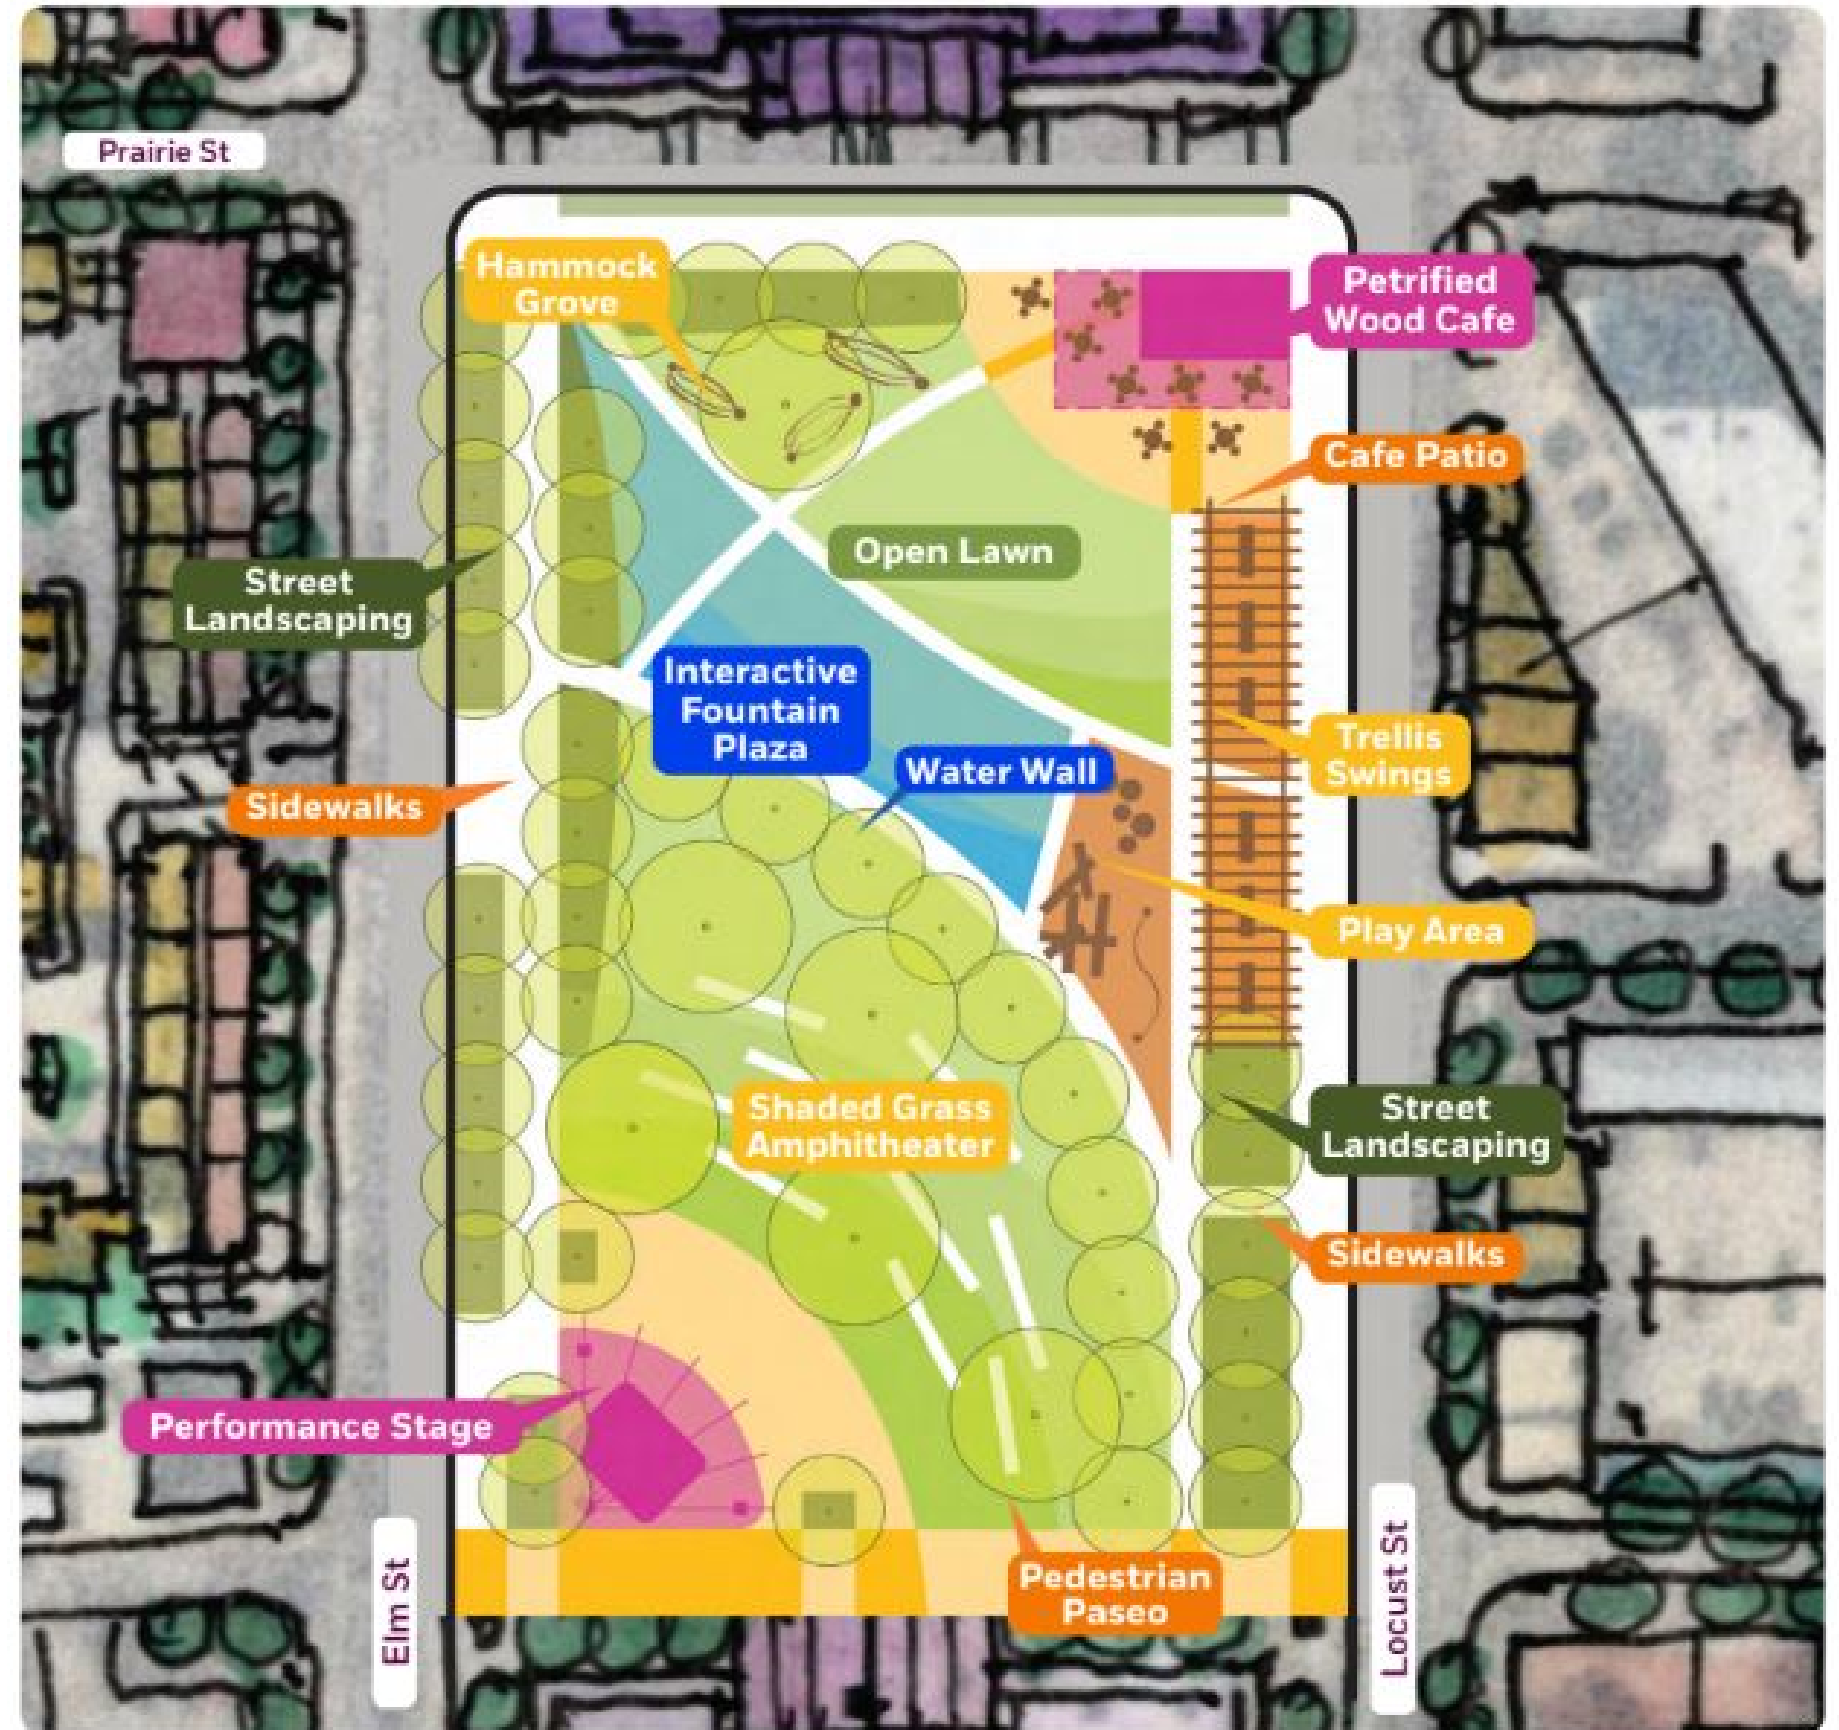 Prairie St
Hammock
Grove
Petrified
Wood Cafe
Cafe Patio
Open Lawn
Street
Landscaping
Interactive
Fountain
Plaza
Water Wall
Trellis
Swings
Sidewalks
Play Area
Shaded Grass
Amphitheater
Street
Landscaping
Sidewalks
Performance Stage
Pedestrian
Paseo
Elm St
Locust St